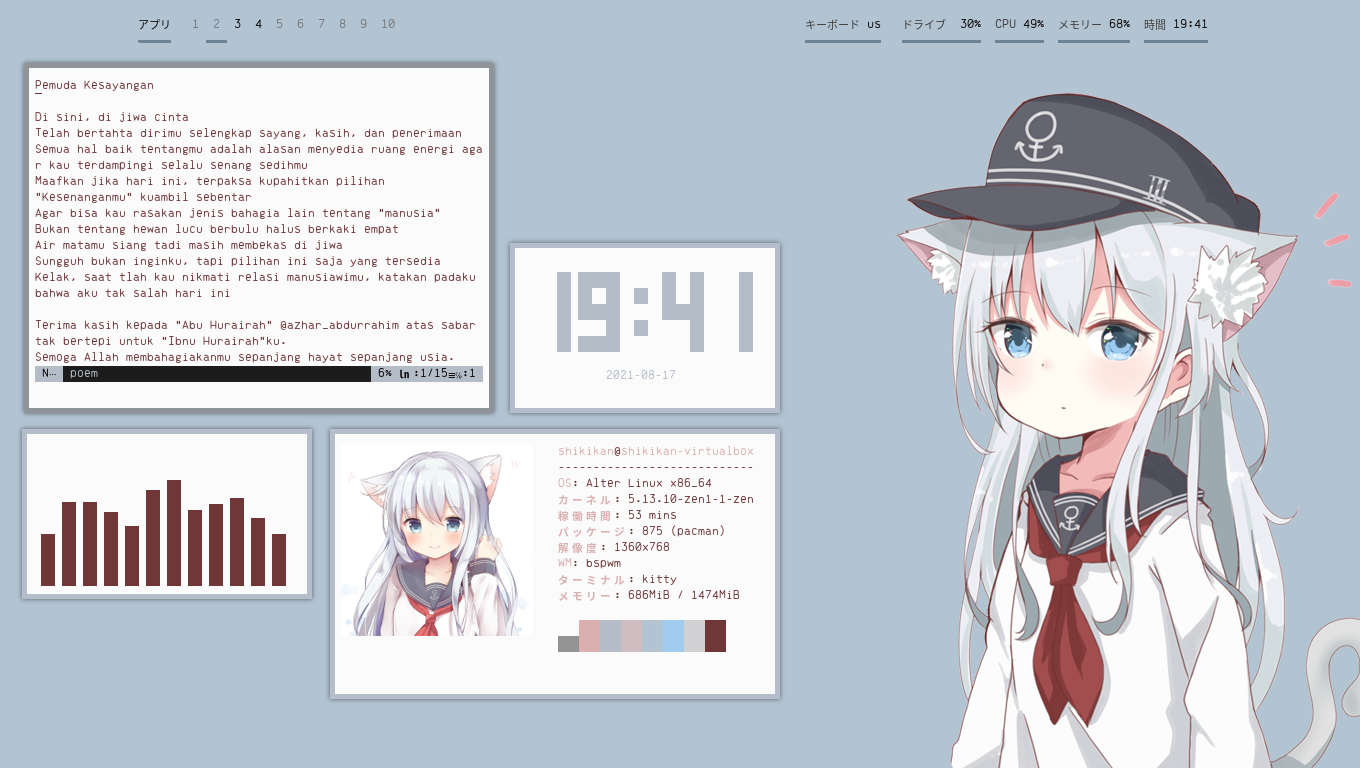 アプリ 1 2 3 4 5 6 7 8 9 10
キーボード us ドライブ 30% CPU 49% メモリー 68% 時間 19:41
Pemuda Kesayangan
Di sini, di jiwa cinta
Telah bertahta dirimu selengkap sayang, kasih, dan penerimaan
Semua hal baik tentangmu adalah alasan menyedia ruang energi aga
r kau terdampingi selalu senang sedihmu
Maafkan jika hari ini, terpaksa kupahitkan pilihan
"Kesenanganmu" kuambil sebentar
Agar bisa kau rasakan jenis bahagia lain tentang "manusia"
Bukan tentang hewan lucu berbulu halus berkaki empat
Air matamu siang tadi masih membekas di jiwa
Sungguh bukan inginku, tapi pilihan ini saja yang tersedia
Kelak, saat tlah kau nikmati relasi manusiawimu, katakan padaku
bahwa aku tak salah hari ini
Terima kasih kepada "Abu Hurairah" @azhar_abdurrahim atas sabar
tak bertepi untuk "Ibnu Hurairah"ku.
Semoga Allah membahagiakanmu sepanjang hayat sepanjang usia.
N… poem 6% ln :1/15≡℅:1
19:41
2021-08-17
shikikan@shikikan-virtualbox
----------------------------
OS: Alter Linux x86_64
カーネル: 5.13.10-zen1-1-zen
稼働時間: 53 mins
パッケージ: 875 (pacman)
解像度: 1360x768
WM: bspwm
ターミナル: kitty
メモリー: 686MiB / 1474MiB
III